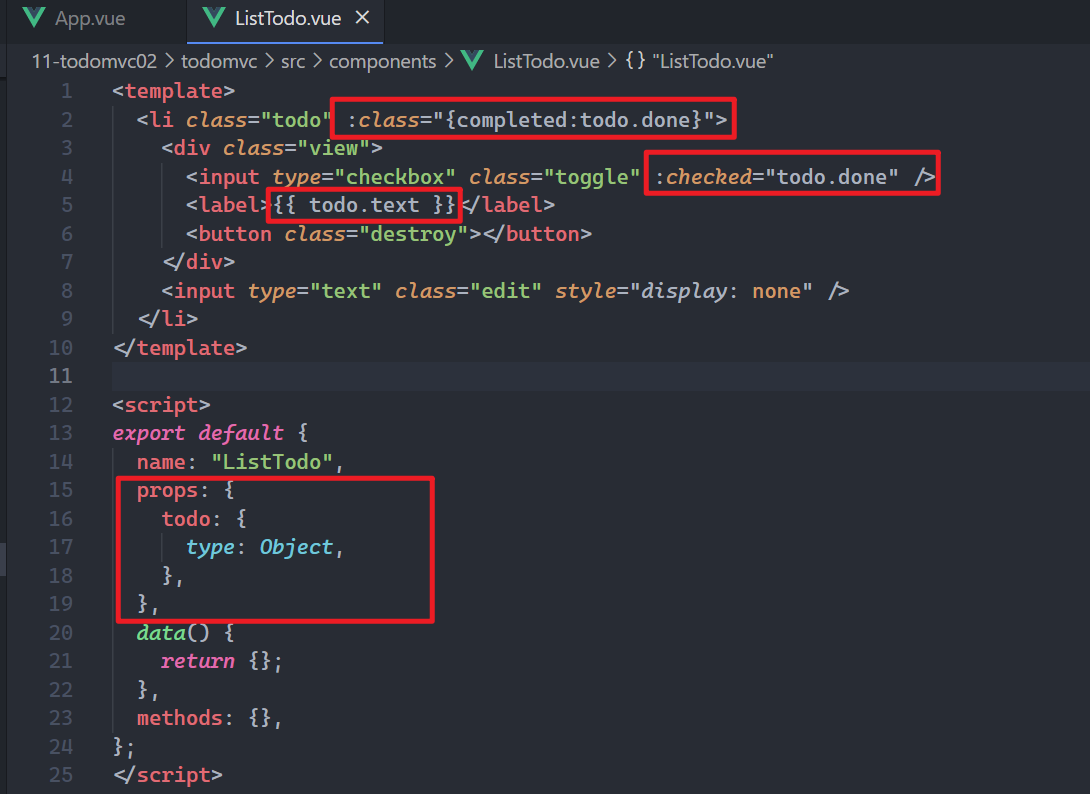 App.vue ListTodo.vue ×
11-todomvc02 > todomvc > src > components > ListTodo.vue > {} "ListTodo.vue"
1 <template>
2 <li class="todo" :class="{completed:todo.done}">
3 <div class="view">
4 <input type="checkbox" class="toggle" :checked="todo.done" />
5 <label>{{ todo.text }}</label>
6 <button class="destroy"></button>
7 </div>
8 <input type="text" class="edit" style="display: none" />
9 </li>
10 </template>
11
12 <script>
13 export default {
14 name: "ListTodo",
15 props: {
16 todo: {
17 type: Object,
18 },
19 },
20 data() {
21 return {};
22 },
23 methods: {},
24 };
25 </script>